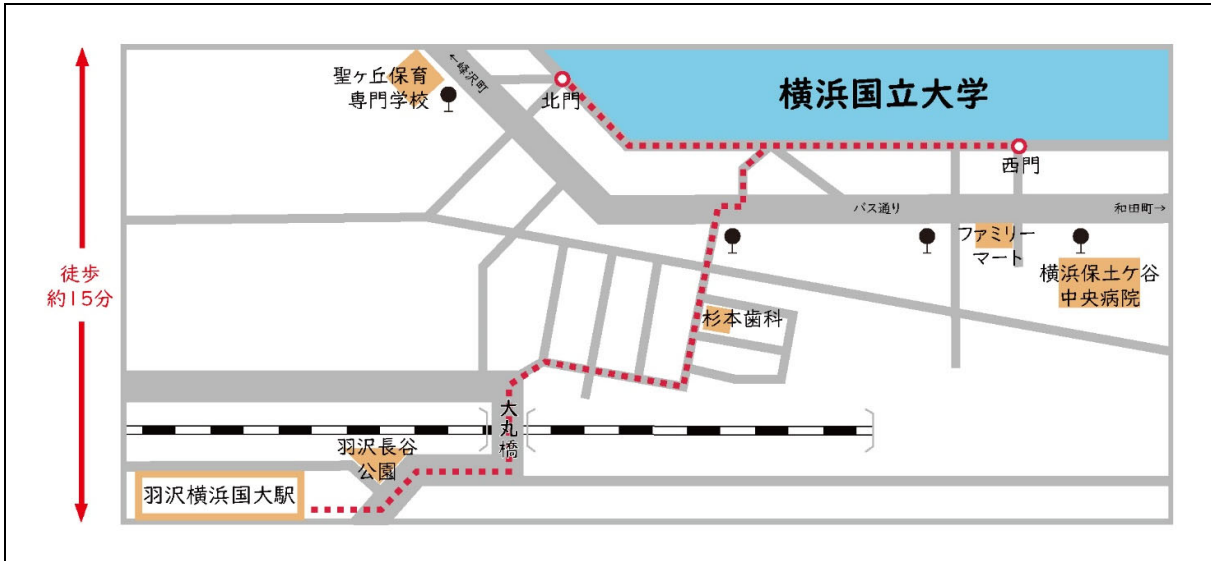 ←峰沢町
聖ヶ丘保育
専門学校
北門
横浜国立大学
西門
バス通り
和田町→
ファミリー
マート
横浜保土ケ谷
中央病院
徒歩
約15分
杉本歯科
大丸橋
羽沢長谷
公園
羽沢横浜国大駅